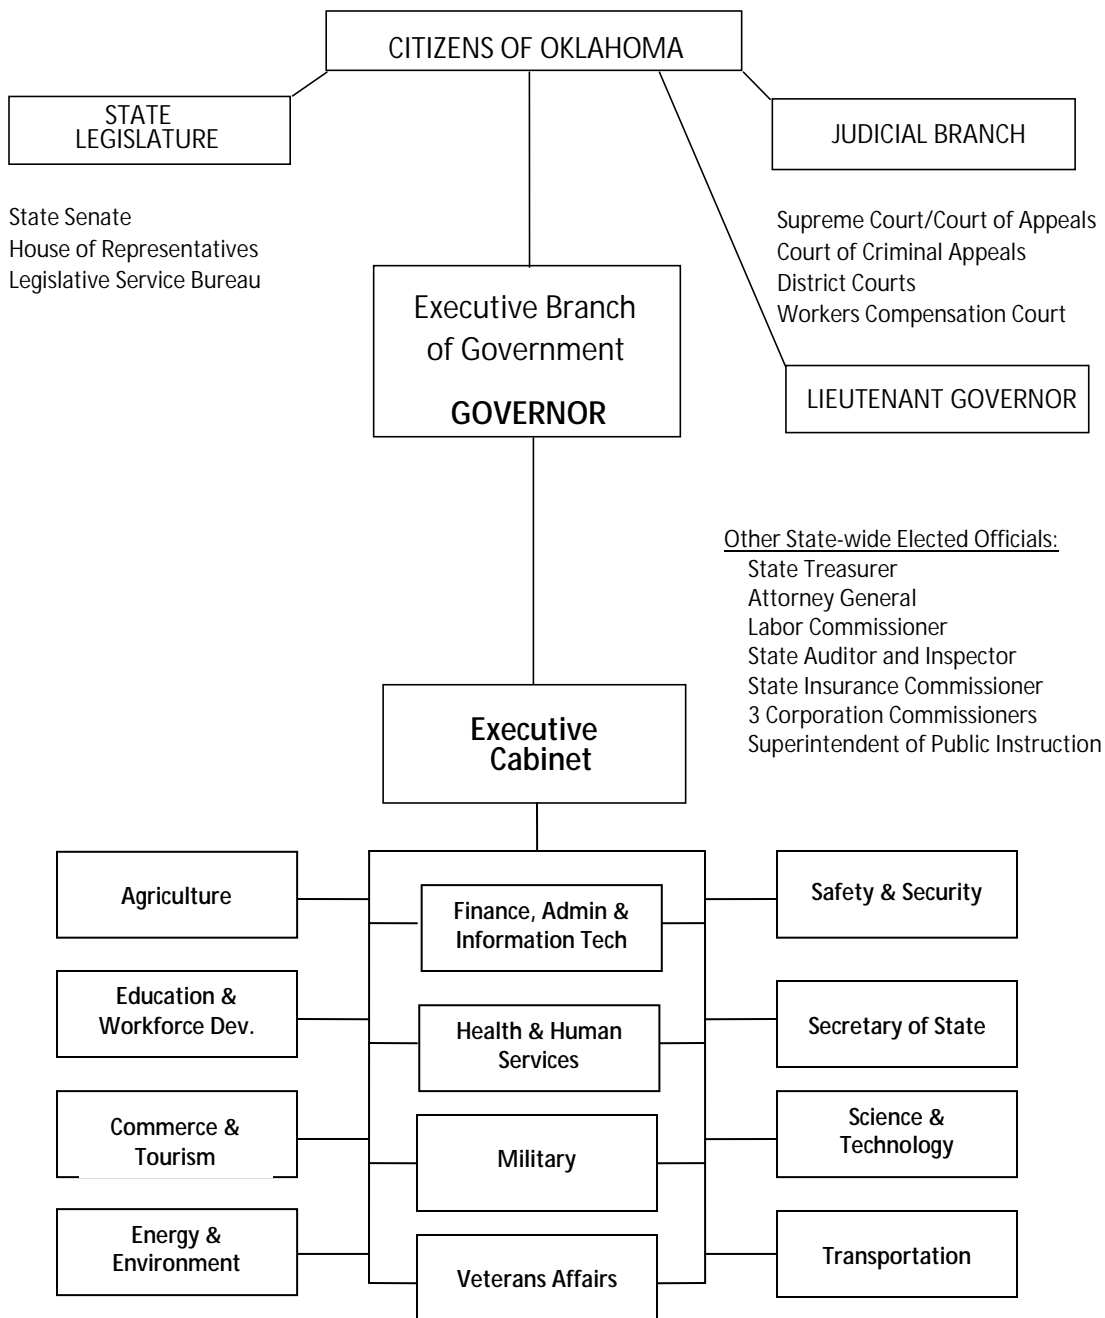 CITIZENS OF OKLAHOMA
STATE
LEGISLATURE
JUDICIAL BRANCH
State Senate
House of Representatives
Legislative Service Bureau
Supreme Court/Court of Appeals
Court of Criminal Appeals
District Courts
Workers Compensation Court
Executive Branch
of Government
GOVERNOR
LIEUTENANT GOVERNOR
Other State-wide Elected Officials:
State Treasurer
Attorney General
Labor Commissioner
State Auditor and Inspector
State Insurance Commissioner
3 Corporation Commissioners
Superintendent of Public Instruction
Executive
Cabinet
Agriculture
Finance, Admin &
Information Tech
Safety & Security
Education &
Workforce Dev.
Health & Human
Services
Secretary of State
Commerce &
Tourism
Military
Science &
Technology
Energy &
Environment
Veterans Affairs
Transportation